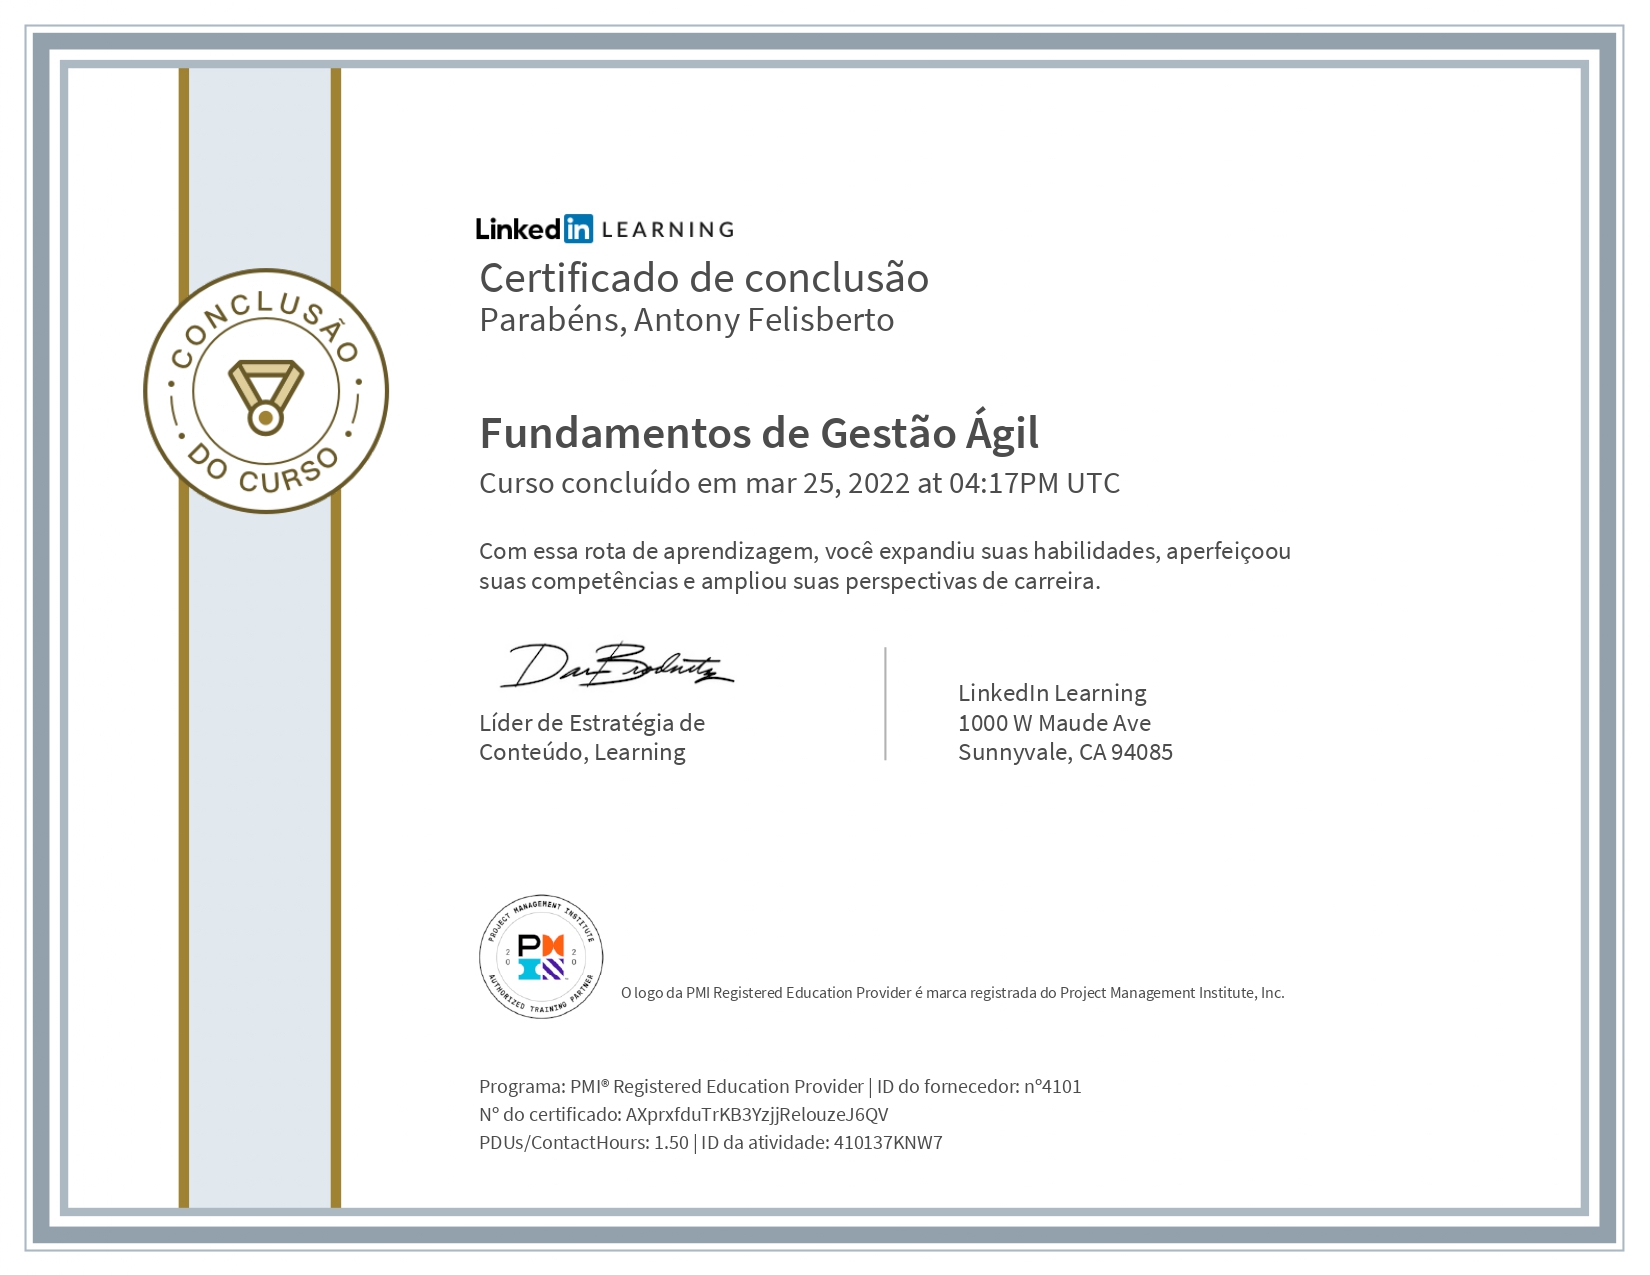 LinkedIn LEARNING
Certificado de conclusão
Parabéns, Antony Felisberto
CONCLUSÃO
DO CURSO
Fundamentos de Gestão Ágil
Curso concluído em mar 25, 2022 at 04:17PM UTC
Com essa rota de aprendizagem, você expandiu suas habilidades, aperfeiçoou
suas competências e ampliou suas perspectivas de carreira.
Líder de Estratégia de
Conteúdo, Learning
LinkedIn Learning
1000 W Maude Ave
Sunnyvale, CA 94085
PROJECT MANAGEMENT INSTITUTE
20 PM 20
AUTHORIZED TRAINING PARTNER
O logo da PMI Registered Education Provider é marca registrada do Project Management Institute, Inc.
Programa: PMI® Registered Education Provider | ID do fornecedor: nº4101
Nº do certificado: AXprxfduTrKB3YzjjRelouzeJ6QV
PDUs/ContactHours: 1.50 | ID da atividade: 410137KNW7